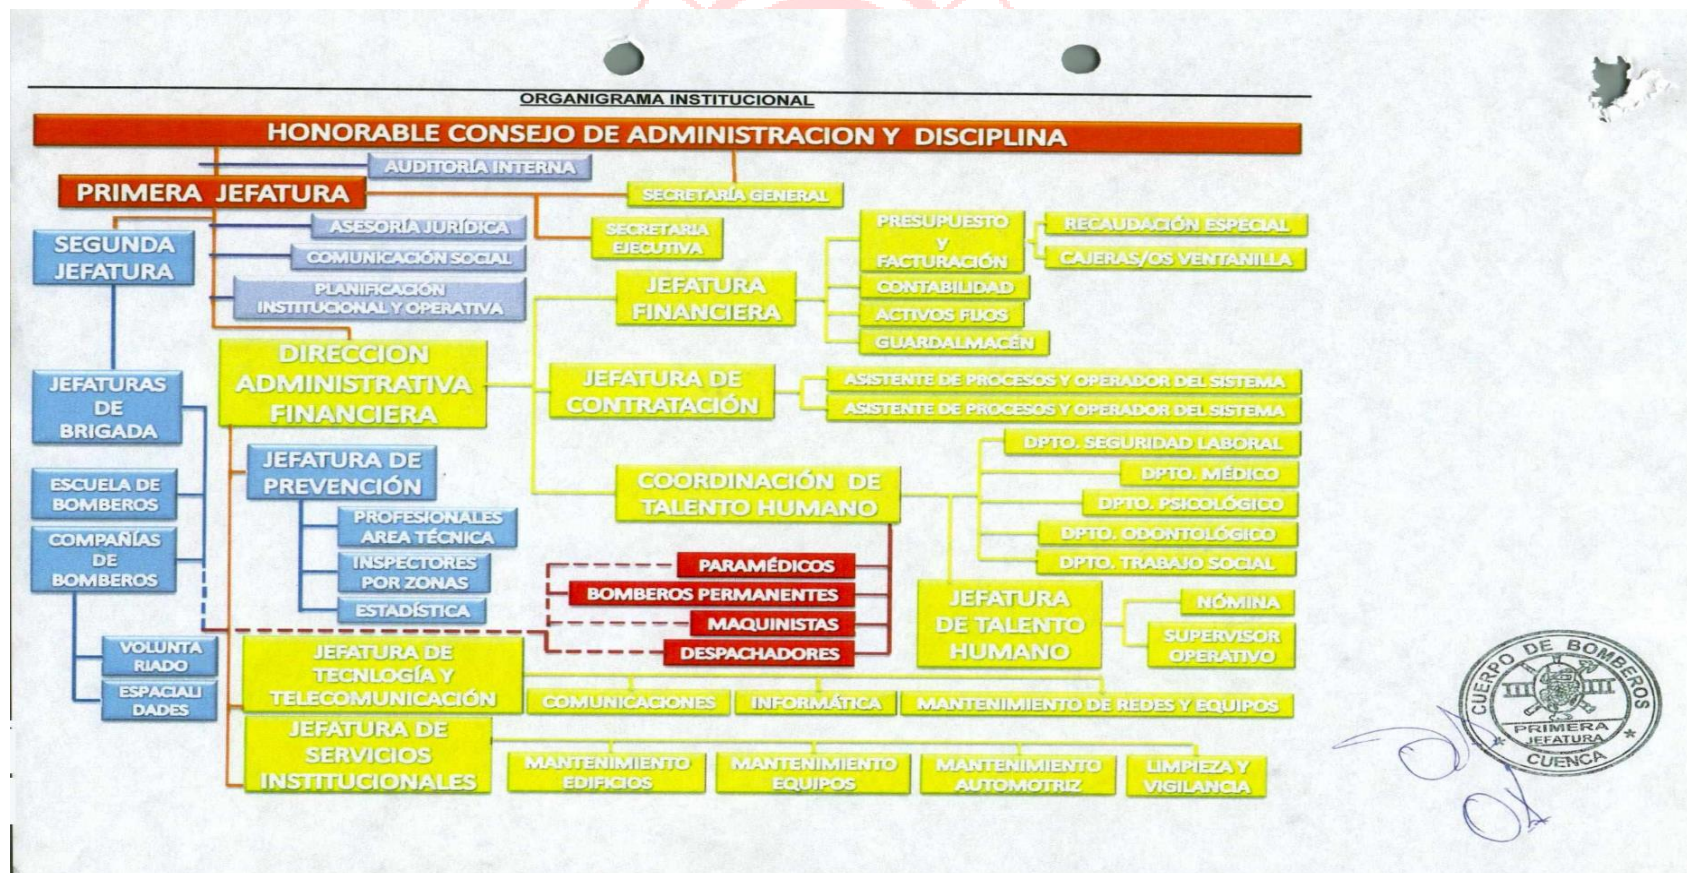 ORGANIGRAMA INSTITUCIONAL
HONORABLE CONSEJO DE ADMINISTRACION Y DISCIPLINA
AUDITORÍA INTERNA
PRIMERA JEFATURA
SECRETARÍA GENERAL
SEGUNDA
JEFATURA
ASESORÍA JURÍDICA
COMUNICACIÓN SOCIAL
PLANIFICACIÓN
INSTITUCIONAL Y OPERATIVA
SECRETARIA
EJECUTIVA
PRESUPUESTO
Y
FACTURACIÓN
RECAUDACIÓN ESPECIAL
CAJERAS/OS VENTANILLA
JEFATURA
FINANCIERA
CONTABILIDAD
ACTIVOS FIJOS
GUARDALMACÉN
DIRECCION
ADMINISTRATIVA
FINANCIERA
JEFATURA DE
CONTRATACIÓN
ASISTENTE DE PROCESOS Y OPERADOR DEL SISTEMA
ASISTENTE DE PROCESOS Y OPERADOR DEL SISTEMA
JEFATURAS
DE
BRIGADA
JEFATURA DE
PREVENCIÓN
COORDINACIÓN DE
TALENTO HUMANO
DPTO. SEGURIDAD LABORAL
DPTO. MÉDICO
DPTO. PSICOLÓGICO
DPTO. ODONTOLÓGICO
DPTO. TRABAJO SOCIAL
ESCUELA DE
BOMBEROS
COMPAÑÍAS
DE
BOMBEROS
PROFESIONALES
AREA TÉCNICA
INSPECTORES
POR ZONAS
ESTADÍSTICA
PARAMÉDICOS
BOMBEROS PERMANENTES
MAQUINISTAS
DESPACHADORES
JEFATURA
DE TALENTO
HUMANO
NÓMINA
SUPERVISOR
OPERATIVO
VOLUNTA
RIADO
ESPACIALI
DADES
JEFATURA DE
TECNLOGÍA Y
TELECOMUNICACIÓN
COMUNICACIONES
INFORMÁTICA
MANTENIMIENTO DE REDES Y EQUIPOS
JEFATURA DE
SERVICIOS
INSTITUCIONALES
MANTENIMIENTO
EDIFICIOS
MANTENIMIENTO
EQUIPOS
MANTENIMIENTO
AUTOMOTRIZ
LIMPIEZA Y
VIGILANCIA
CUERPO DE BOMBEROS
PRIMERA
JEFATURA
CUENCA